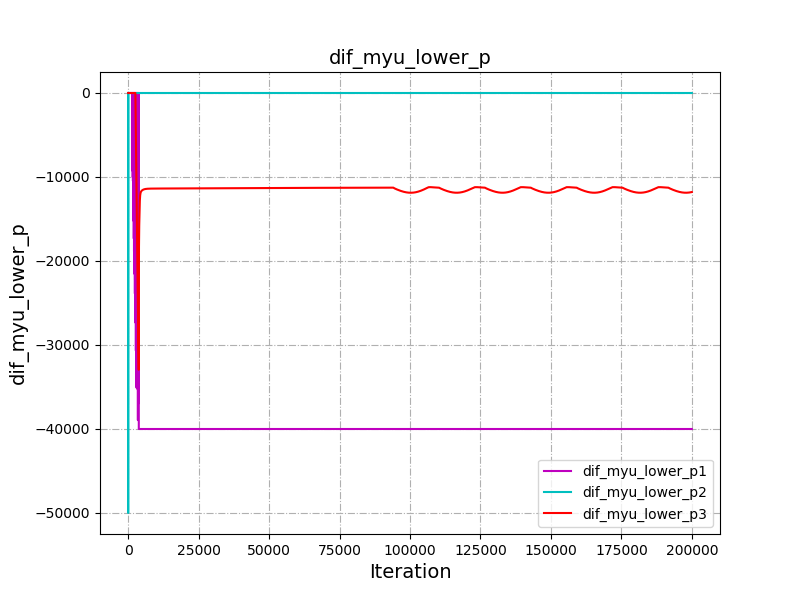 dif_myu_lower_p
dif_myu_lower_p
0
−10000
−20000
−30000
−40000
−50000
0 25000 50000 75000 100000 125000 150000 175000 200000
Iteration
dif_myu_lower_p1
dif_myu_lower_p2
dif_myu_lower_p3